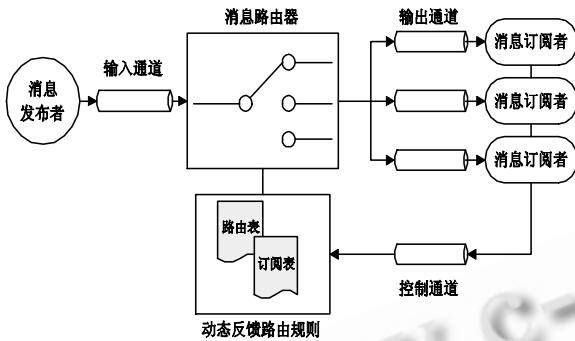 消息路由器
输出通道
消息订阅者
输入通道
消息
发布者
消息订阅者
消息订阅者
路由表
订阅表
控制通道
动态反馈路由规则